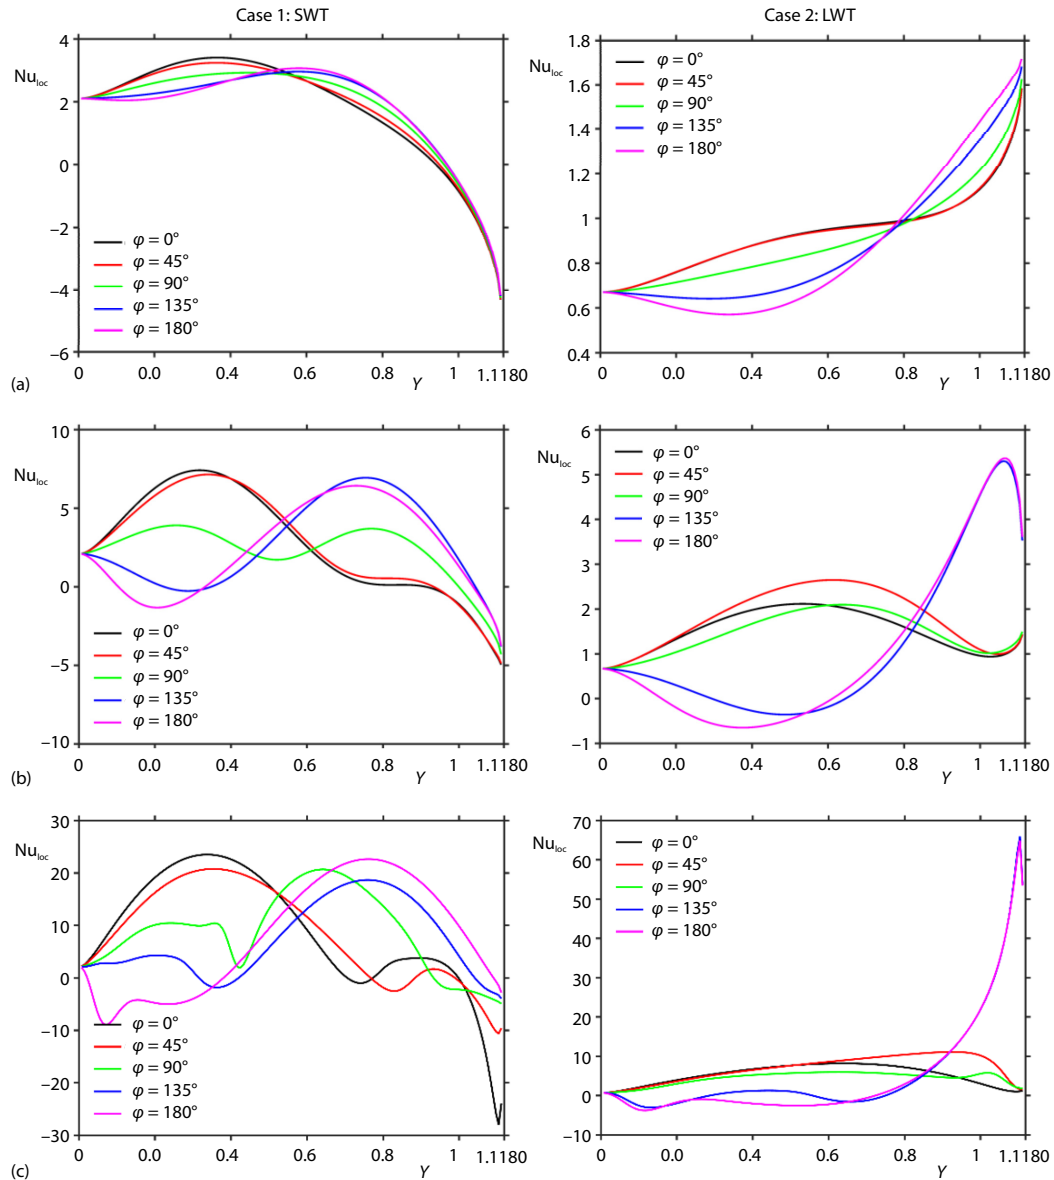 Case 1: SWT
Case 2: LWT
4
2
0
−2
−4
−6
Nu_loc
φ = 0°
φ = 45°
φ = 90°
φ = 135°
φ = 180°
0 0.0 0.4 0.6 0.8 Y 1 1.1180
1.8
1.6
1.4
1.2
1
0.8
0.6
0.4
Nu_loc
φ = 0°
φ = 45°
φ = 90°
φ = 135°
φ = 180°
0 0.0 0.4 0.6 0.8 Y 1 1.1180
(a)
10
5
0
−5
−10
Nu_loc
φ = 0°
φ = 45°
φ = 90°
φ = 135°
φ = 180°
0 0.0 0.4 0.6 0.8 Y 1 1.1180
6
5
4
3
2
1
0
−1
Nu_loc
φ = 0°
φ = 45°
φ = 90°
φ = 135°
φ = 180°
0 0.0 0.4 0.6 0.8 Y 1 1.1180
(b)
30
20
10
0
−10
−20
−30
Nu_loc
φ = 0°
φ = 45°
φ = 90°
φ = 135°
φ = 180°
0 0.0 0.4 0.6 0.8 Y 1 1.1180
70
60
50
40
30
20
10
0
−10
Nu_loc
φ = 0°
φ = 45°
φ = 90°
φ = 135°
φ = 180°
0 0.0 0.4 0.6 0.8 Y 1 1.1180
(c)